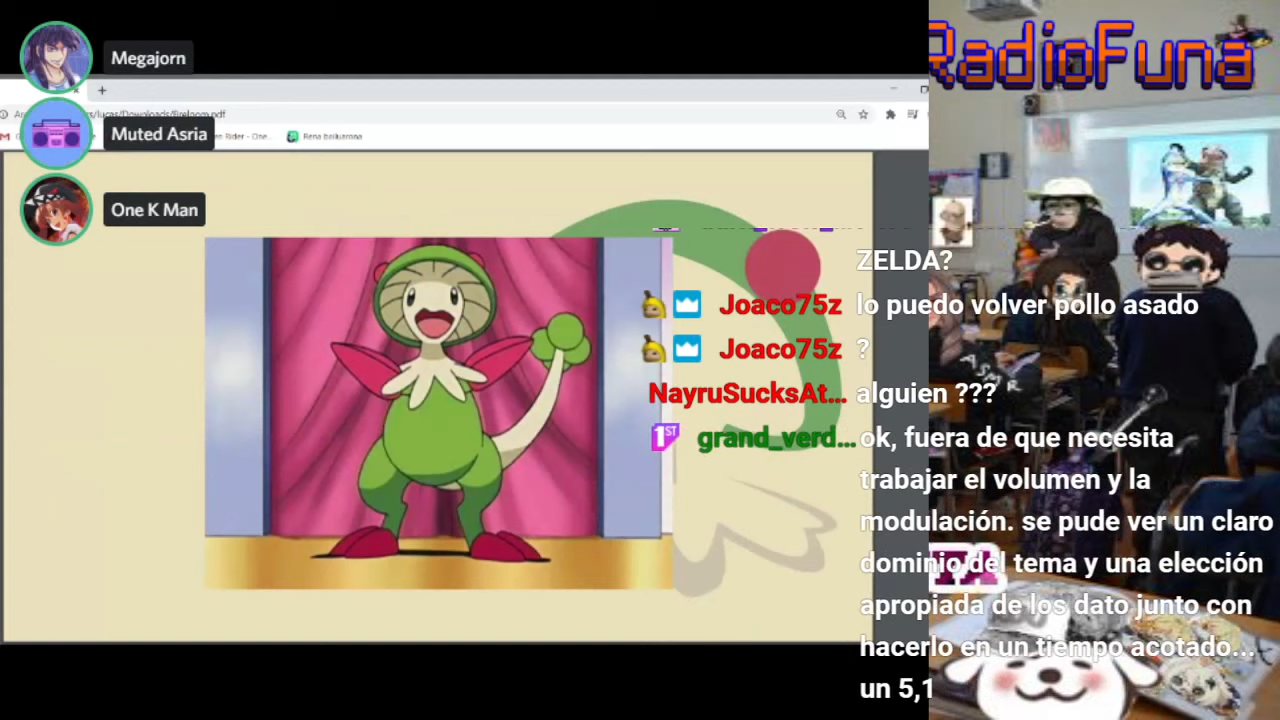 Megajorn
RadioFuna
Muted Asria
One K Man
ZELDA?
Joaco75z lo puedo volver pollo asado
Joaco75z ?
NayruSucksAt... alguien ???
1ST grand_verd... ok, fuera de que necesita
trabajar el volumen y la
modulación. se pude ver un claro
dominio del tema y una elección
apropiada de los dato junto con
hacerlo en un tiempo acotado...
un 5,1
ASMR